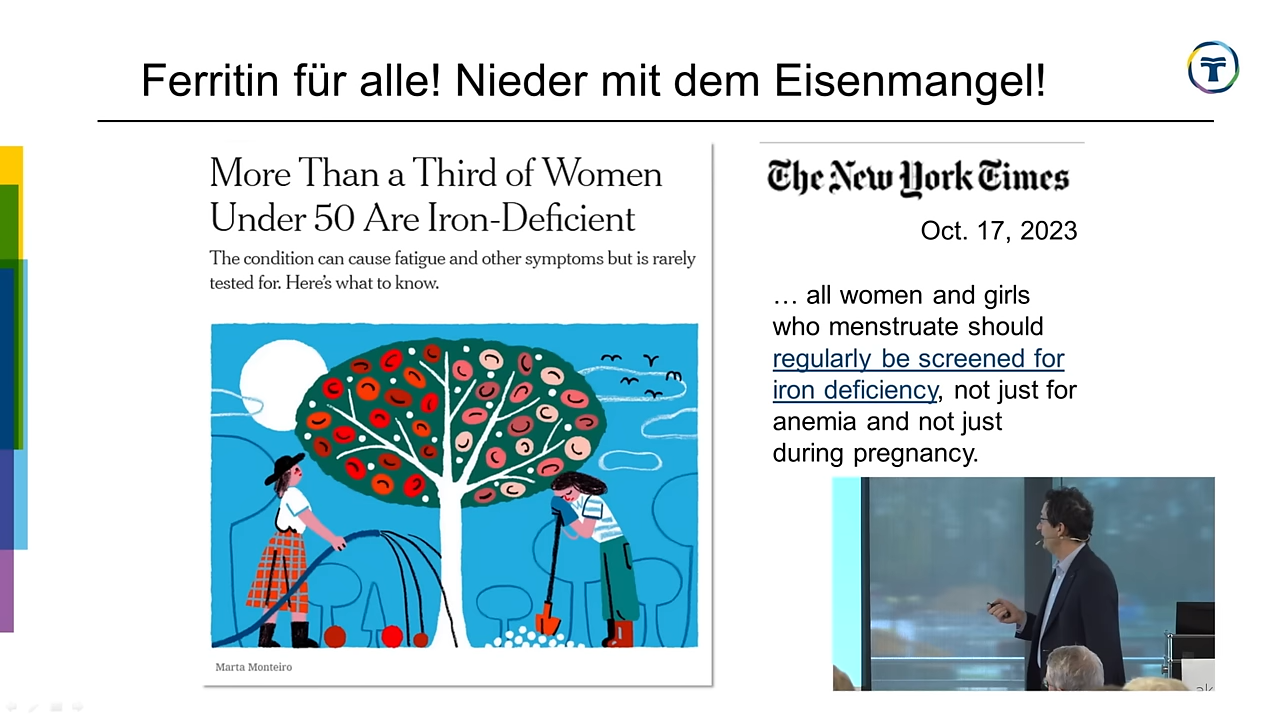 Ferritin für alle! Nieder mit dem Eisenmangel!
More Than a Third of Women
Under 50 Are Iron-Deficient
The condition can cause fatigue and other symptoms but is rarely
tested for. Here's what to know.
Marta Monteiro
The New York Times
Oct. 17, 2023
… all women and girls
who menstruate should
regularly be screened for
iron deficiency, not just for
anemia and not just
during pregnancy.
ak